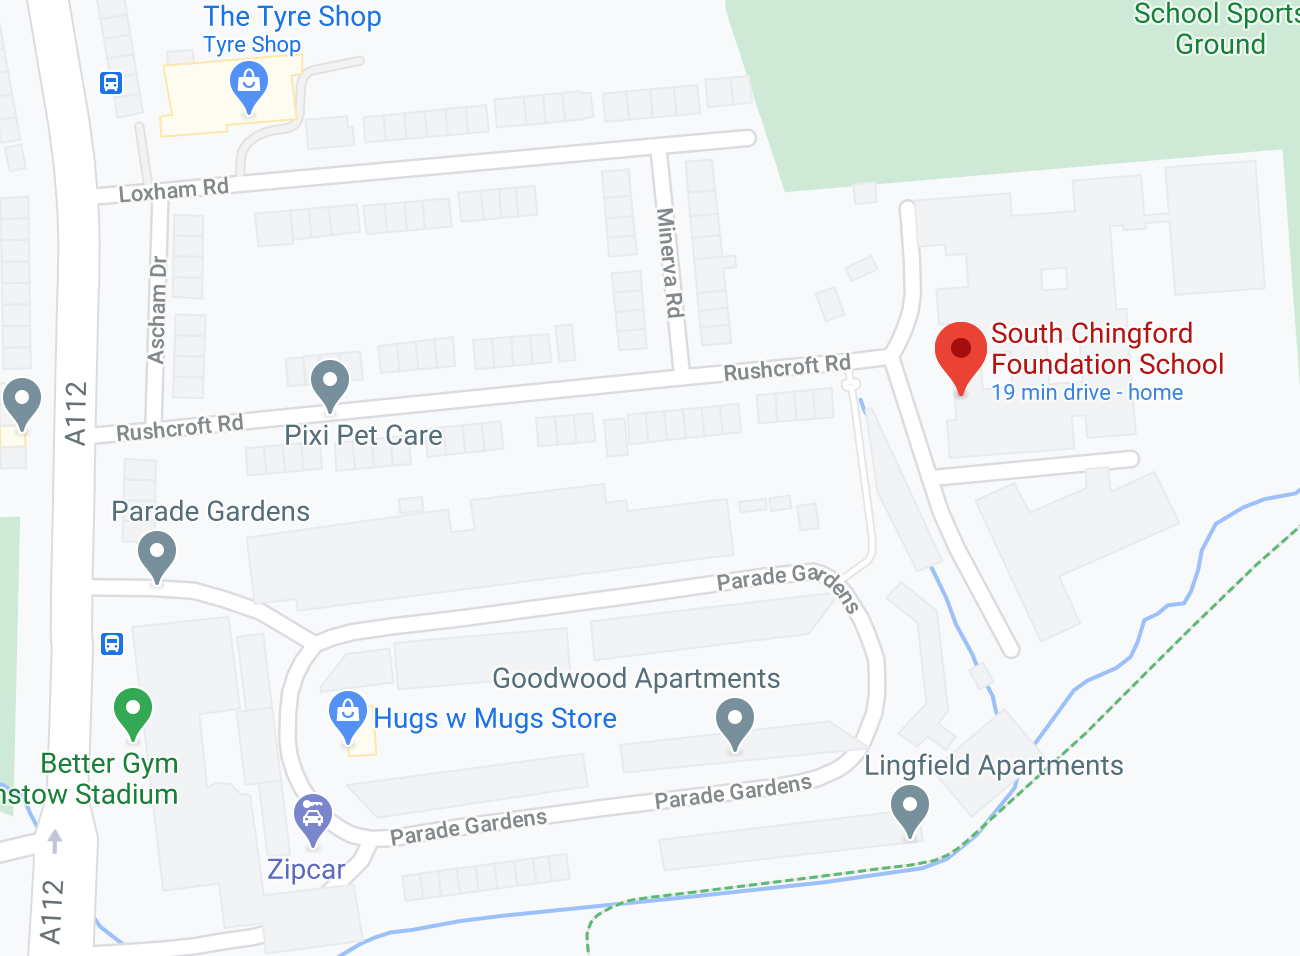 The Tyre Shop
Tyre Shop
School Sports
Ground
Loxham Rd
Minerva Rd
Ascham Dr
South Chingford
Foundation School
19 min drive - home
Rushcroft Rd
A112
Rushcroft Rd
Pixi Pet Care
Parade Gardens
Parade Gardens
Goodwood Apartments
Hugs w Mugs Store
Better Gym
nstow Stadium
Lingfield Apartments
Parade Gardens
Parade Gardens
Zipcar
A112